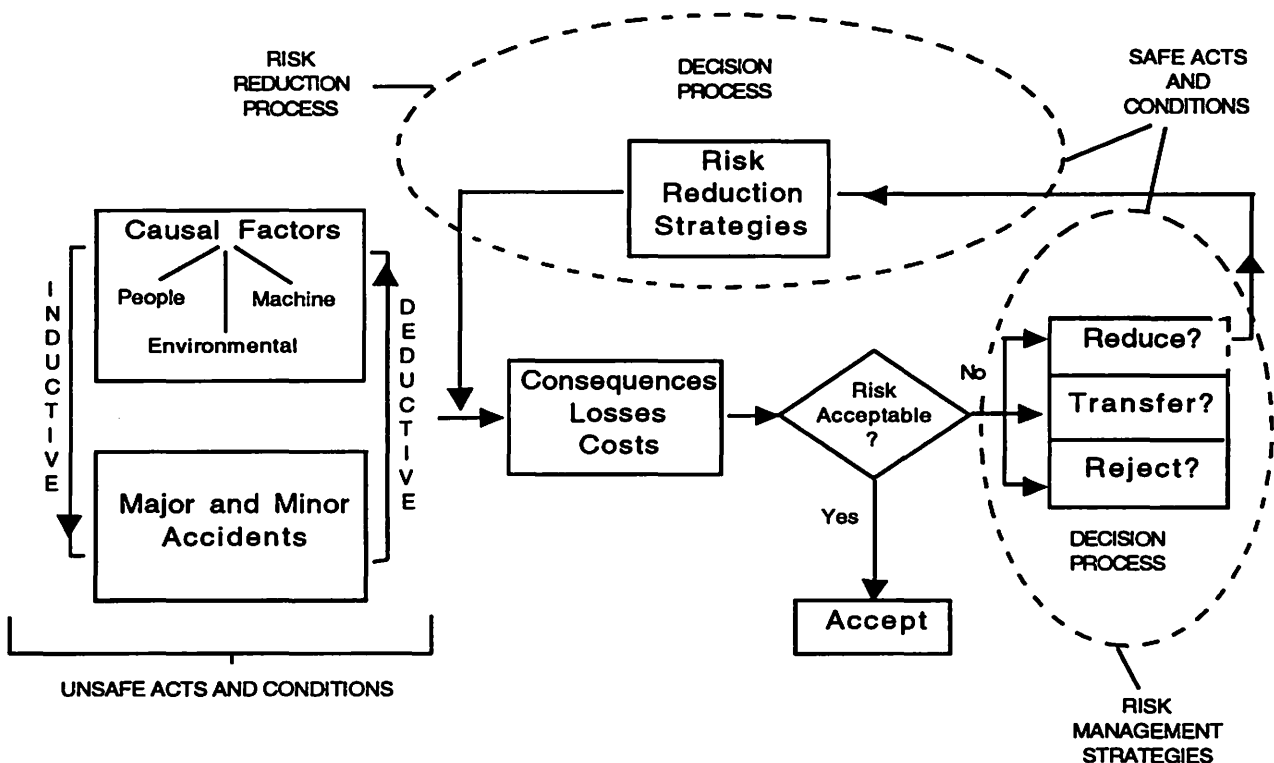 RISK
REDUCTION
PROCESS
DECISION
PROCESS
SAFE ACTS
AND
CONDITIONS
Risk
Reduction
Strategies
Causal Factors
People
Machine
Environmental
INDUCTIVE
DEDUCTIVE
Major and Minor
Accidents
UNSAFE ACTS AND CONDITIONS
Consequences
Losses
Costs
Risk
Acceptable
?
No
Yes
Accept
Reduce?
Transfer?
Reject?
DECISION
PROCESS
RISK
MANAGEMENT
STRATEGIES